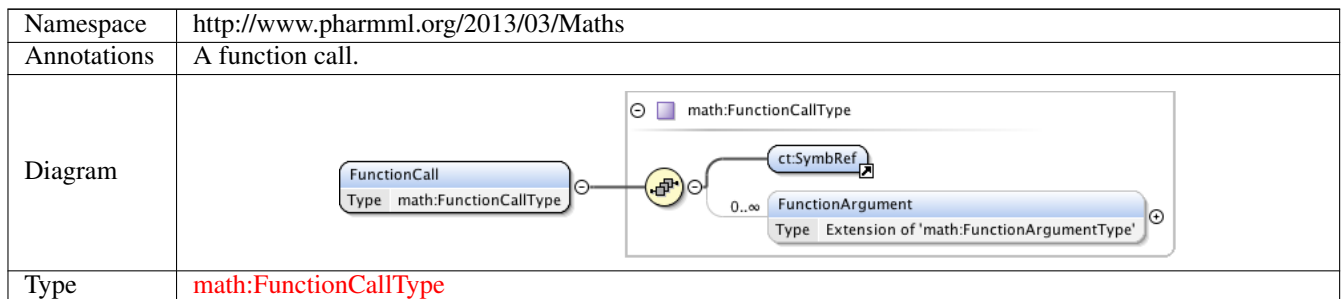 Namespace http://www.pharmml.org/2013/03/Maths
Annotations A function call.
math:FunctionCallType
ct:SymbRef
Diagram
FunctionCall
Type math:FunctionCallType
0..∞ FunctionArgument
Type Extension of 'math:FunctionArgumentType'
Type math:FunctionCallType